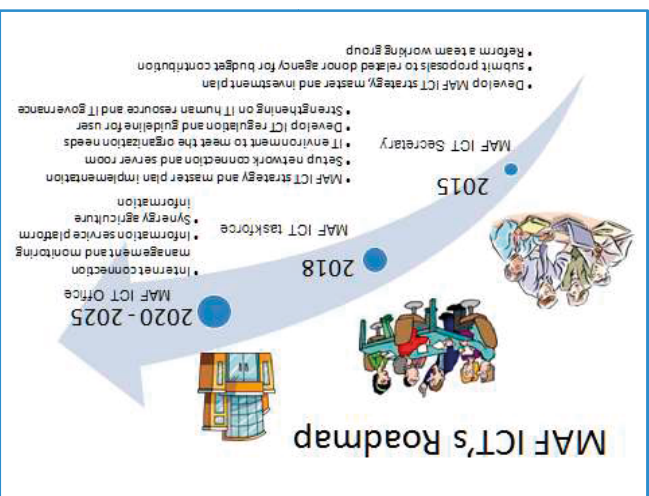 MAF ICT's Roadmap
2020 - 2025
MAF ICT Office
• Internet connection
management and monitoring
• Information service platform
• Synergy agriculture
information
2018
MAF ICT taskforce
• MAF ICT strategy and master plan implementation
• Setup network connection and server room
• IT environment to meet the organization needs
• Develop ICT regulation and guideline for user
• Strengthening on IT human resource and IT governance
2015
MAF ICT Secretary
• Develop MAF ICT strategy, master and investment plan
• submit proposals to related donor agency for budget contribution
• Reform a team working group